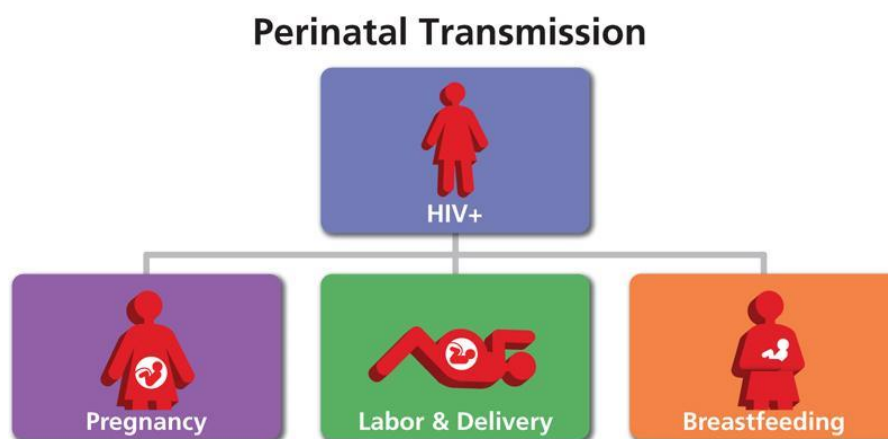 Perinatal Transmission
HIV+
Pregnancy
Labor & Delivery
Breastfeeding